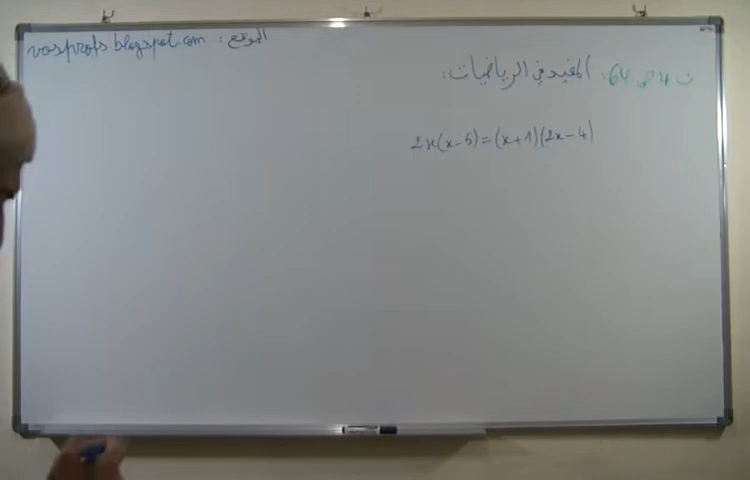 الموقع : vosprofs.blogspot.com
ت 4 ص 64 : المفيد في الرياضيات :
2x(x-5)=(x+1)(2x-4)